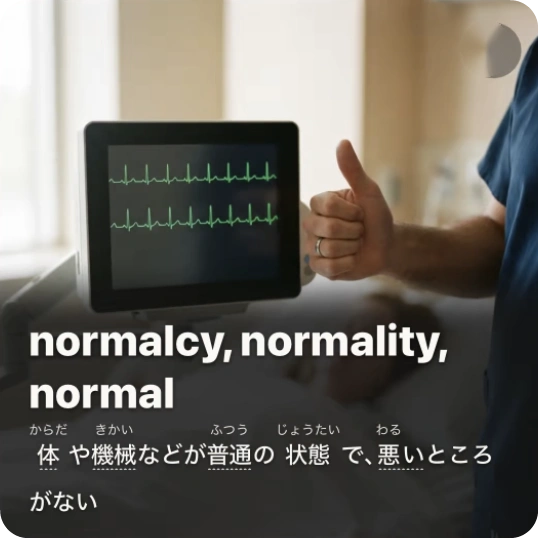 normalcy, normality,
normal
からだ きかい ふつう じょうたい わる
体や機械などが普通の状態で、悪いところ
がない